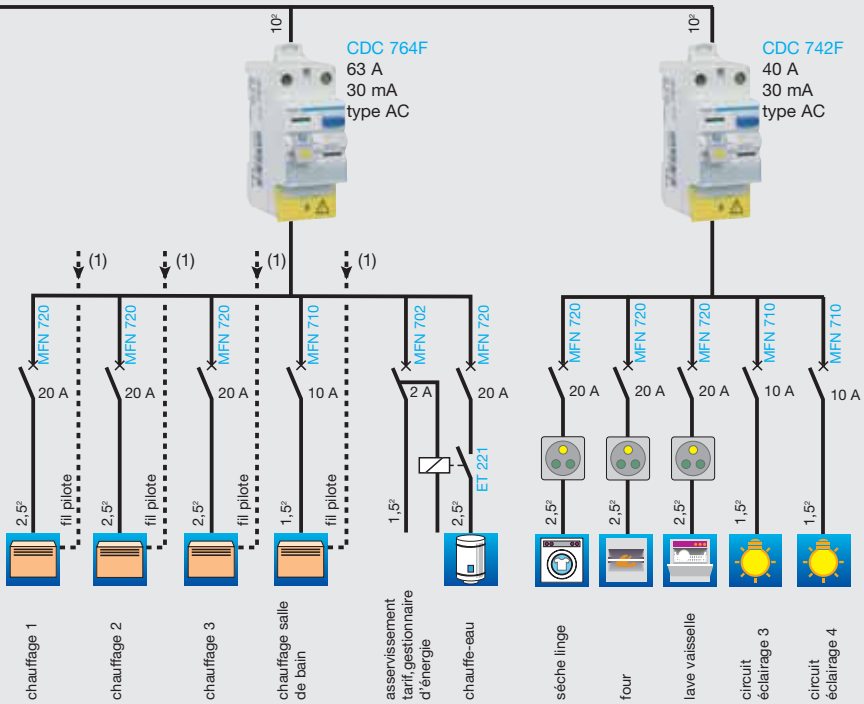 10²
CDC 764F
63 A
30 mA
type AC
10²
CDC 742F
40 A
30 mA
type AC
(1)
(1)
(1)
(1)
MFN 720
MFN 720
MFN 720
MFN 710
MFN 702
MFN 720
MFN 720
MFN 720
MFN 720
MFN 710
MFN 710
20 A
20 A
20 A
10 A
2 A
20 A
20 A
20 A
20 A
10 A
10 A
ET 221
2,5²
fil pilote
2,5²
fil pilote
2,5²
fil pilote
1,5²
fil pilote
1,5²
2,5²
2,5²
2,5²
2,5²
1,5²
1,5²
chauffage 1
chauffage 2
chauffage 3
chauffage salle
de bain
asservissement
tarif,gestionnaire
d'énergie
chauffe-eau
séche linge
four
lave vaisselle
circuit
éclairage 3
circuit
éclairage 4